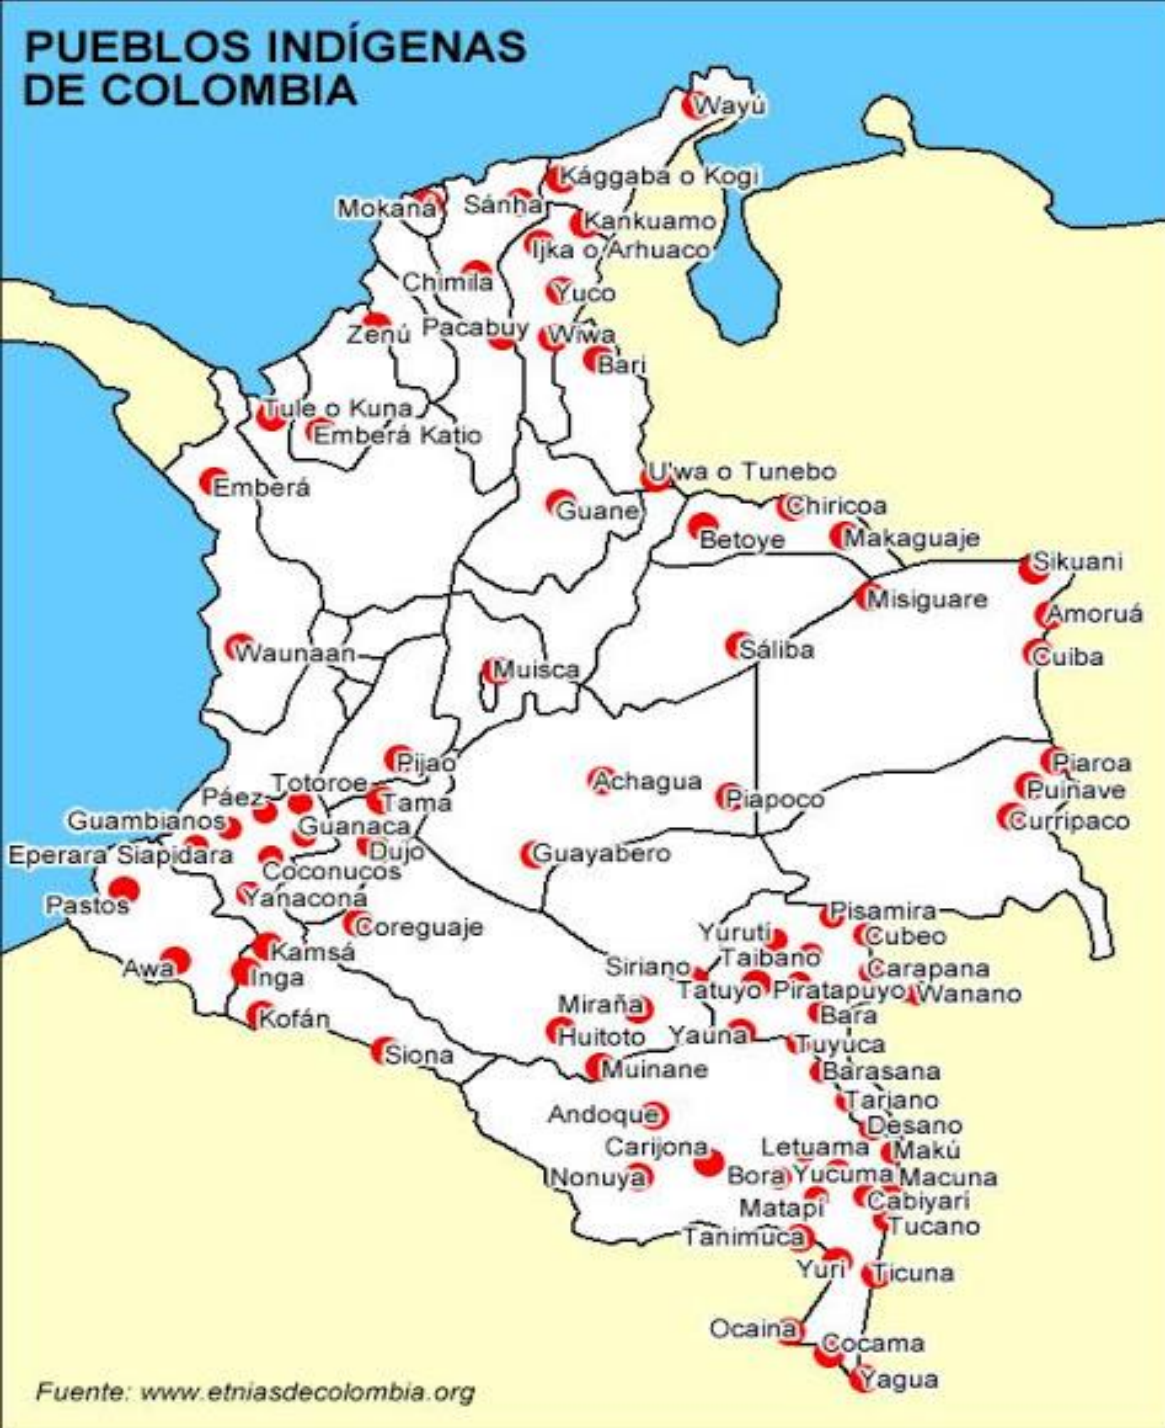 PUEBLOS INDÍGENAS
DE COLOMBIA
Wayú
Kággaba o Kogi
Mokaná
Sánha
Kankuamo
Ijka o Arhuaco
Chimila
Yuco
Zenú
Pacabuy
Wiwa
Bari
Tule o Kuna
Emberá Katio
U'wa o Tunebo
Emberá
Guane
Chiricoa
Betoye
Makaguaje
Sikuani
Misiguare
Amoruá
Waunaan
Sáliba
Cuiba
Muisca
Pijao
Piaroa
Totoroe
Achagua
Puinave
Páez
Tama
Piapoco
Guambianos
Guanaca
Curripaco
Eperara Siapidara
Dujo
Guayabero
Coconucos
Yanaconá
Pastos
Pisamira
Coreguaje
Yuruti
Cubeo
Kamsá
Taibano
Awa
Siriano
Carapana
Inga
Tatuyo
Piratapuyo
Wanano
Miraña
Kofán
Bara
Huitoto
Yauna
Tuyuca
Siona
Muinane
Barasana
Tariano
Andoque
Desano
Carijona
Letuama
Makú
Nonuya
Bora
Yucuma
Macuna
Matapí
Cabiyarí
Tucano
Tanimuca
Yuri
Ticuna
Ocaina
Cocama
Yagua
Fuente: www.etniasdecolombia.org